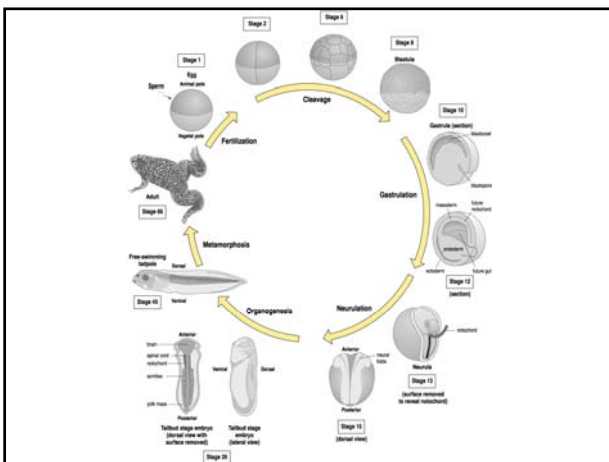 Stage 1
Egg
Animal pole
Sperm
Vegetal pole
Fertilization
Stage 2
Cleavage
Stage 6
Stage 8
Blastula
Stage 10
Gastrula (section)
blastocoel
blastopore
Gastrulation
mesoderm
future
notochord
endoderm
ectoderm
future gut
Stage 12
(section)
Neurulation
notochord
Neurula
Stage 13
(surface removed
to reveal notochord)
Anterior
neural
folds
Posterior
Stage 15
(dorsal view)
Organogenesis
Anterior
brain
spinal cord
notochord
somites
yolk mass
Posterior
Tailbud stage embryo
(dorsal view with
surface removed)
Ventral
Dorsal
Tailbud stage
embryo
(lateral view)
Stage 26
Free-swimming
tadpole
Dorsal
Ventral
Metamorphosis
Adult
Stage 66